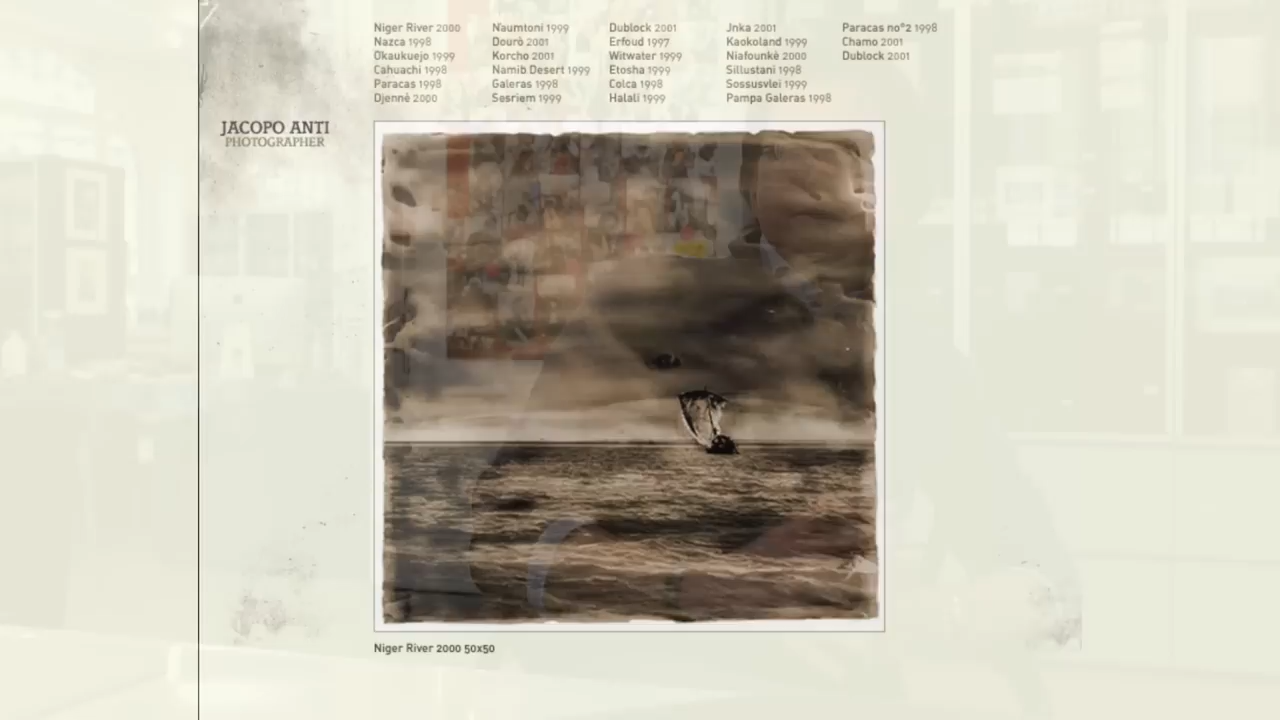 Niger River 2000
Nazca 1998
Okaukuejo 1999
Cahuachi 1998
Paracas 1998
Djennè 2000
Naumtoni 1999
Dourò 2001
Korcho 2001
Namib Desert 1999
Galeras 1998
Sesriem 1999
Dublock 2001
Erfoud 1997
Witwater 1999
Etosha 1999
Colca 1998
Halali 1999
Jnka 2001
Kaokoland 1999
Niafounkè 2000
Sillustani 1998
Sossusvlei 1999
Pampa Galeras 1998
Paracas no°2 1998
Chamo 2001
Dublock 2001
JACOPO ANTI
PHOTOGRAPHER
Niger River 2000 50x50